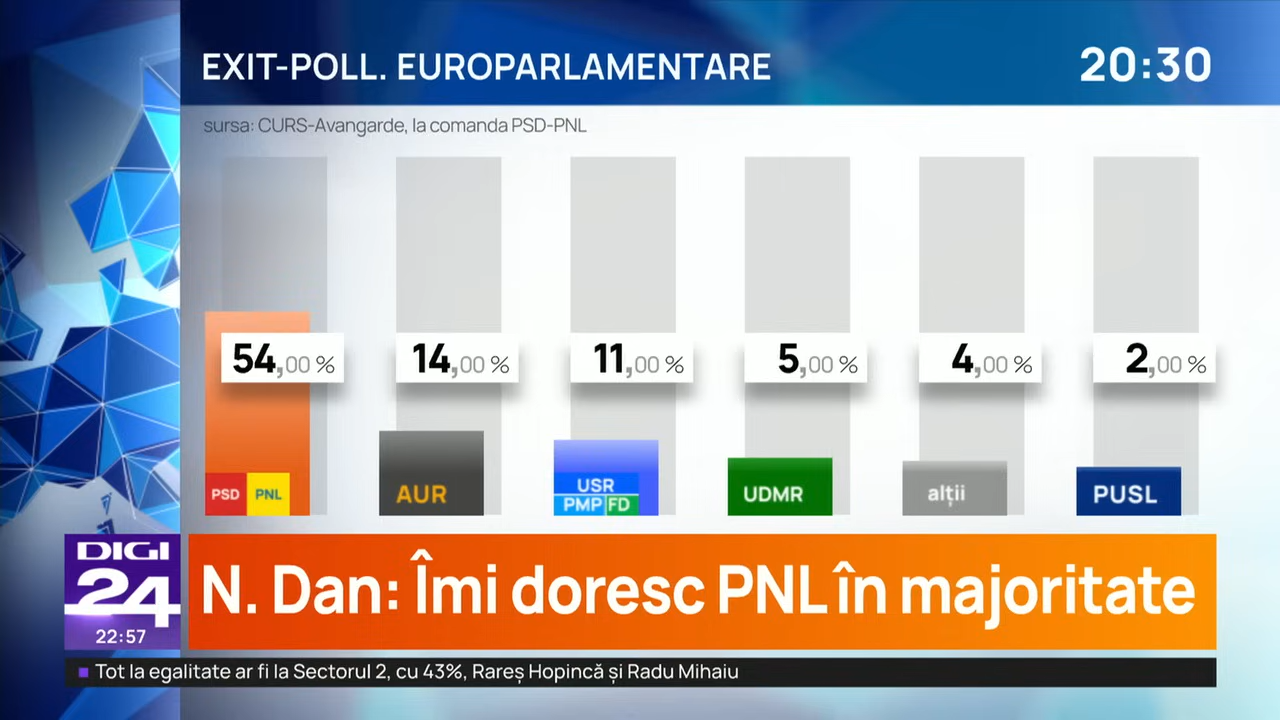 EXIT-POLL. EUROPARLAMENTARE
20:30
sursa: CURS-Avangarde, la comanda PSD-PNL
54,00 %
14,00 %
11,00 %
5,00 %
4,00 %
2,00 %
PSD PNL
AUR
USR
PMP FD
UDMR
alții
PUSL
DIGI
24
22:57
N. Dan: Îmi doresc PNL în majoritate
Tot la egalitate ar fi la Sectorul 2, cu 43%, Rareș Hopincă și Radu Mihaiu